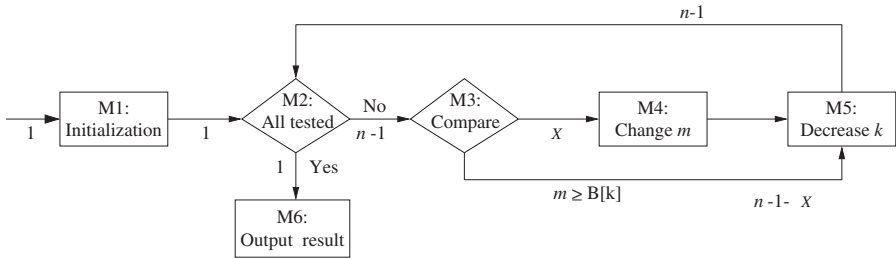 n-1
M1:
Initialization
M2:
All tested
No
n -1
M3:
Compare
M4:
Change m
M5:
Decrease k
1
1
X
1
Yes
m ≥ B[k]
n -1- X
M6:
Output result